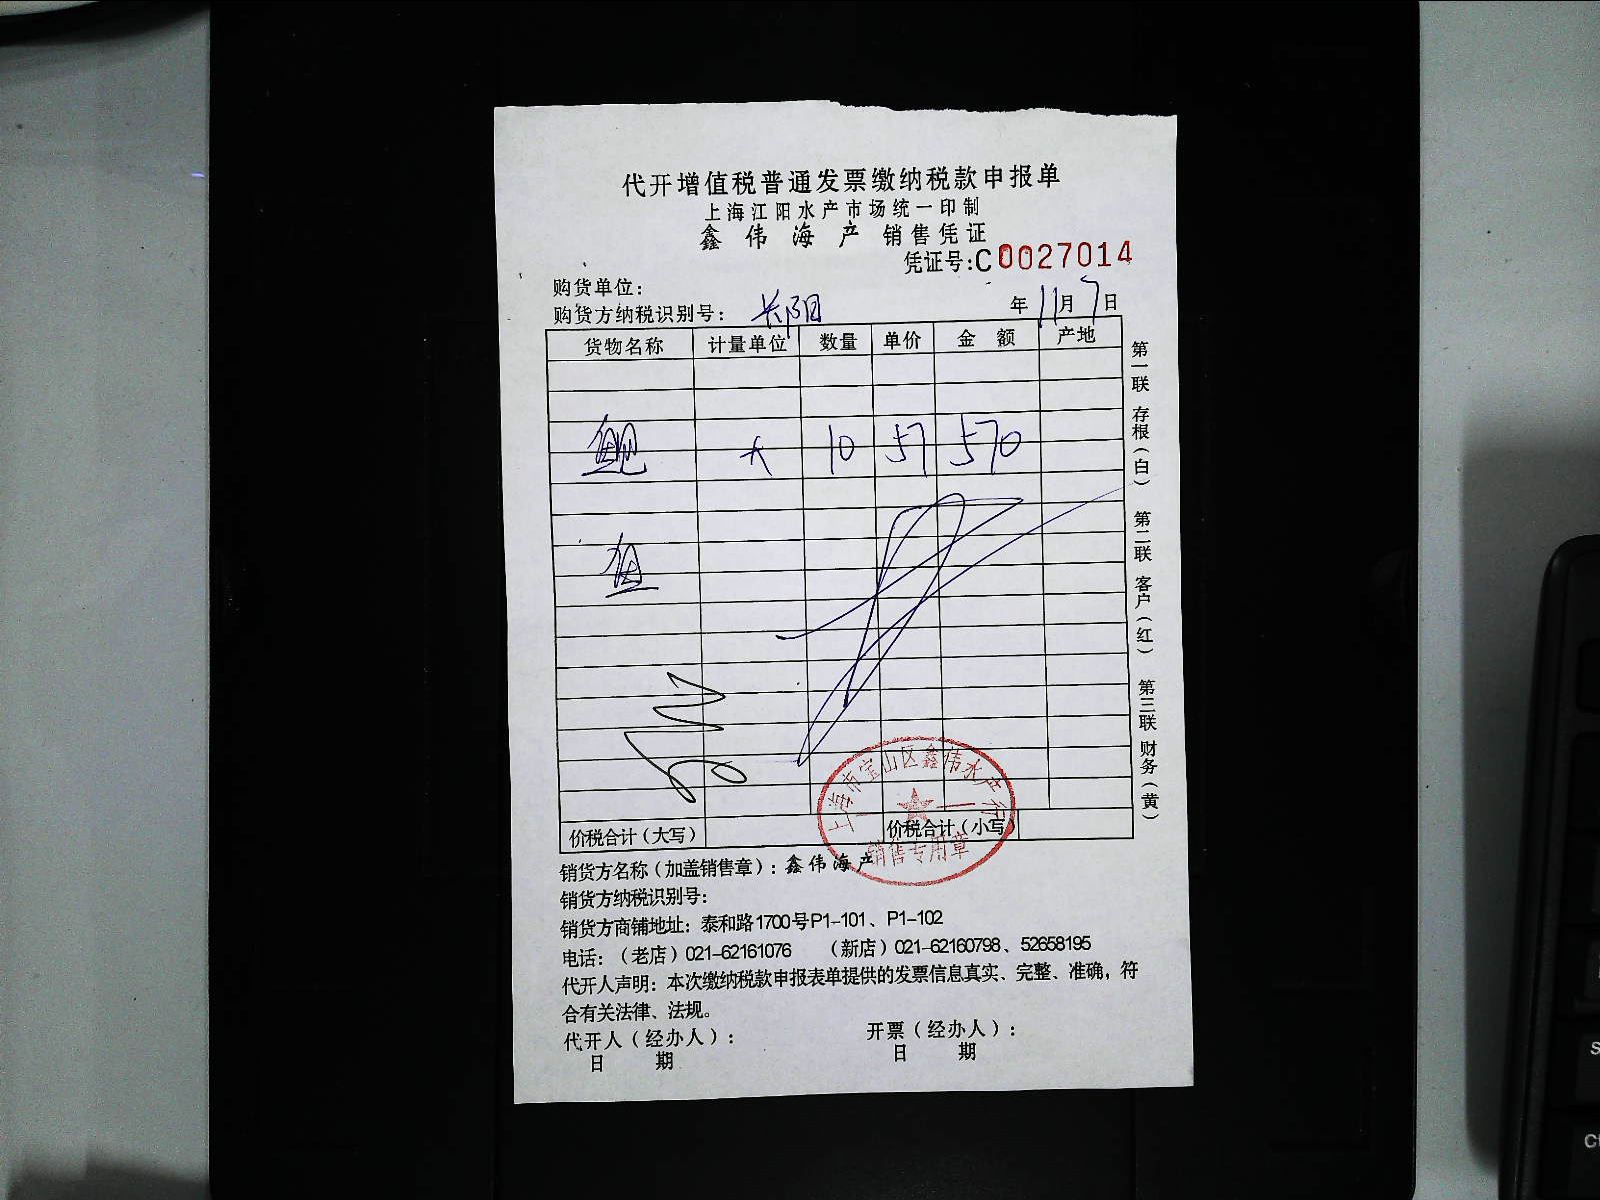 代开增值税普通发票缴纳税款申报单
上海江阳水产市场统一印制
鑫伟海产销售凭证
凭证号:C0027014
购货单位:
购货方纳税识别号: 长阳 年11月7日
货物名称 计量单位 数量 单价 金额 产地
鲍 大 10 57 570
鱼
价税合计(大写) 价税合计(小写)
上海市宝山区鑫伟水产行
销售专用章
销货方名称(加盖销售章):鑫伟海产
销货方纳税识别号:
销货方商铺地址: 泰和路1700号P1-101、P1-102
电话:(老店)021-62161076 (新店)021-62160798、52658195
代开人声明:本次缴纳税款申报表单提供的发票信息真实、完整、准确,符
合有关法律、法规。
代开人(经办人): 开票(经办人):
日 期 日 期
第一联 存根(白) 第二联 客户(红) 第三联 财务(黄)